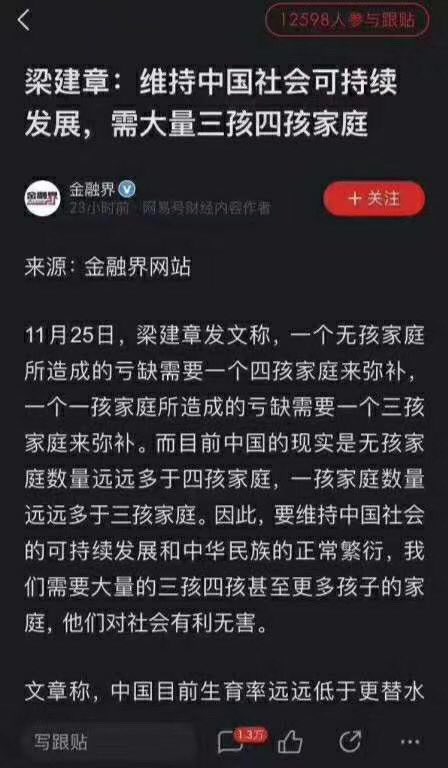 12598人参与跟贴
梁建章：维持中国社会可持续
发展，需大量三孩四孩家庭
金融界
金融界
+ 关注
23小时前 · 网易号财经内容作者
来源：金融界网站
11月25日，梁建章发文称，一个无孩家庭
所造成的亏缺需要一个四孩家庭来弥补，
一个一孩家庭所造成的亏缺需要一个三孩
家庭来弥补。而目前中国的现实是无孩家
庭数量远远多于四孩家庭，一孩家庭数量
远远多于三孩家庭。因此，要维持中国社会
的可持续发展和中华民族的正常繁衍，我
们需要大量的三孩四孩甚至更多孩子的家
庭，他们对社会有利无害。
文章称，中国目前生育率远远低于更替水
写跟贴
1.3万